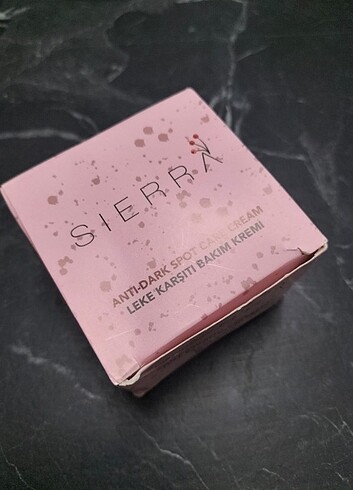 SIERRA
ANTI-DARK SPOT CARE CREAM
LEKE KARŞITI BAKIM KREMİ